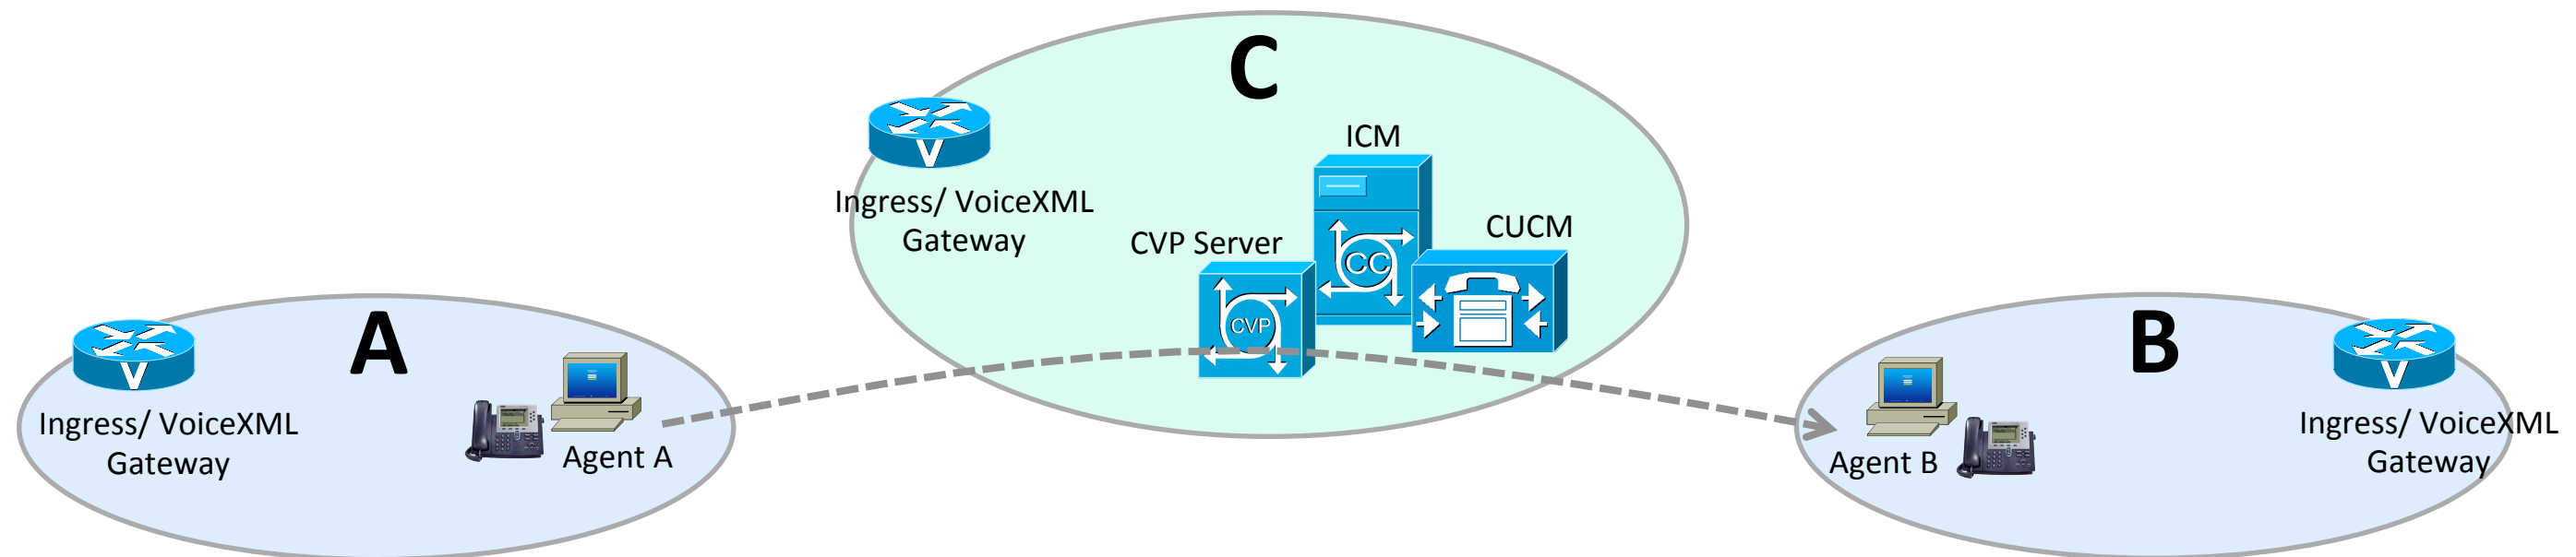 C
ICM
Ingress/ VoiceXML
Gateway
CUCM
CVP Server
CC
CVP
V
A
V
Ingress/ VoiceXML
Gateway
Agent A
B
V
Agent B
Ingress/ VoiceXML
Gateway